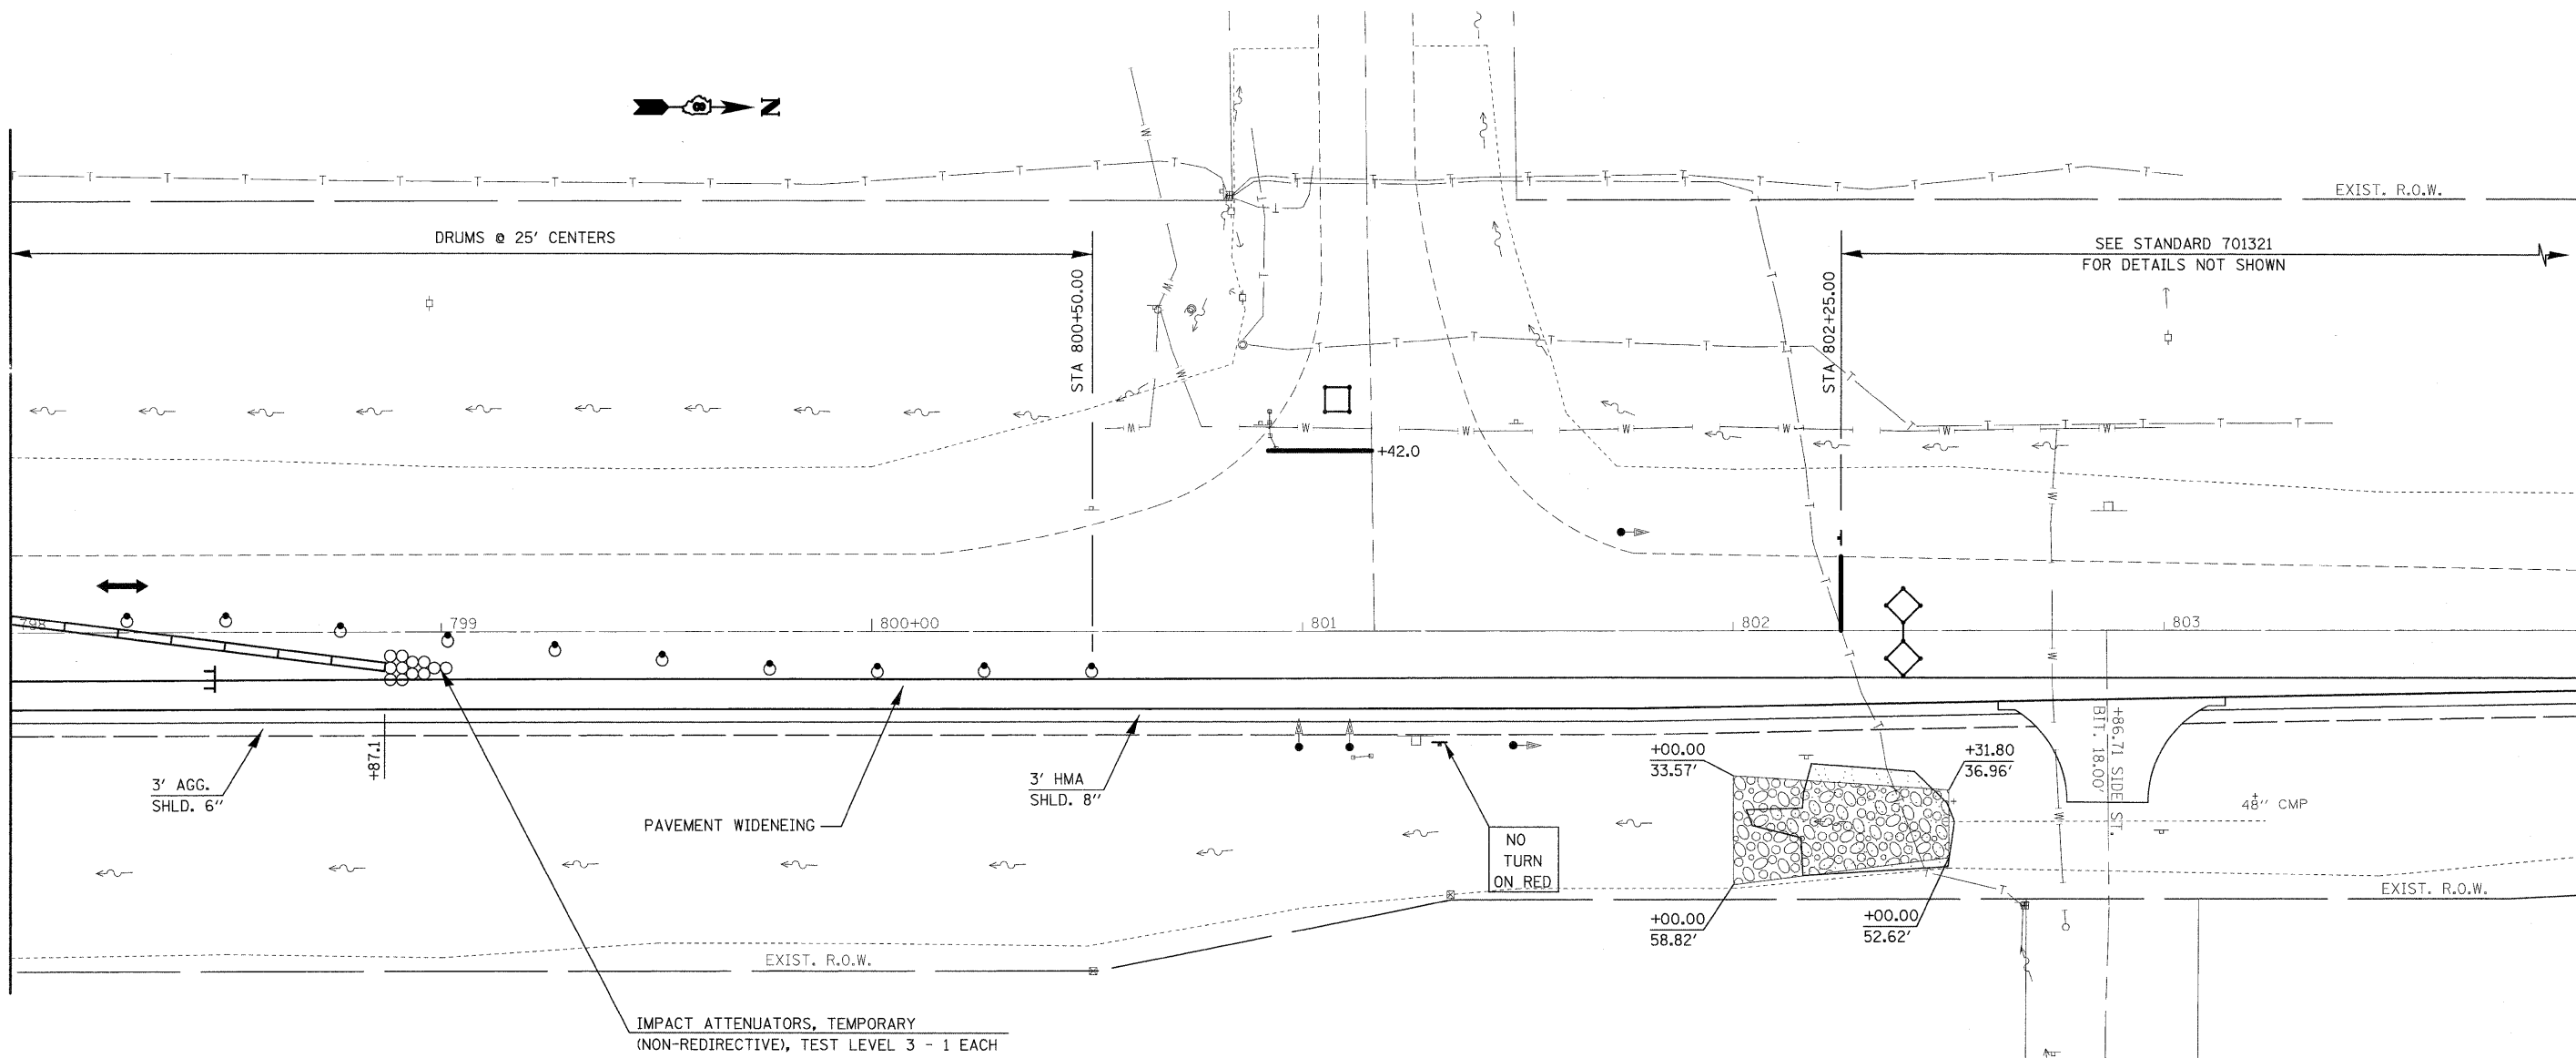 N
EXIST. R.O.W.
DRUMS @ 25' CENTERS
SEE STANDARD 701321
FOR DETAILS NOT SHOWN
STA 800+50.00
STA 802+25.00
+42.0
798
799
800+00
801
802
803
+87.1
3' AGG.
SHLD. 6"
3' HMA
SHLD. 8"
PAVEMENT WIDENEING
NO
TURN
ON RED
+00.00
33.57'
+31.80
36.96'
+86.71 SIDE ST.
BIT. 18.00'
48" CMP
+00.00
58.82'
+00.00
52.62'
EXIST. R.O.W.
EXIST. R.O.W.
IMPACT ATTENUATORS, TEMPORARY
(NON-REDIRECTIVE), TEST LEVEL 3 - 1 EACH